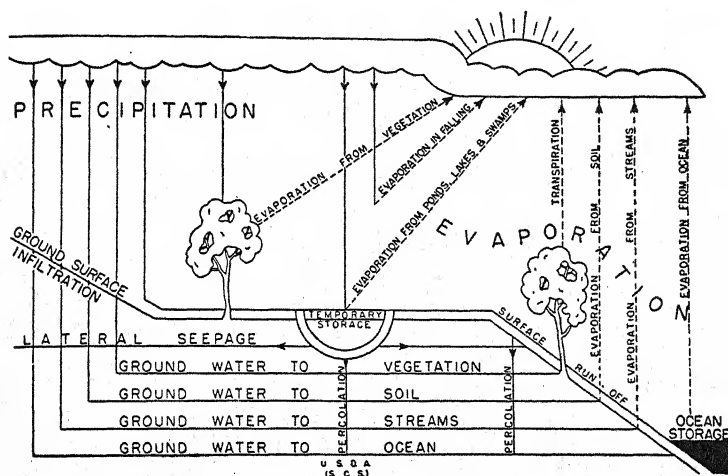 PRECIPITATION
EVAPORATION FROM VEGETATION
EVAPORATION IN FALLING
EVAPORATION FROM PONDS, LAKES & SWAMPS
TRANSPIRATION
EVAPORATION FROM SOIL
EVAPORATION FROM STREAMS
EVAPORATION FROM OCEAN
EVAPORATION
GROUND SURFACE
INFILTRATION
TEMPORARY
STORAGE
SURFACE RUN OFF
LATERAL SEEPAGE
GROUND WATER TO VEGETATION
GROUND WATER TO SOIL
GROUND WATER TO STREAMS
GROUND WATER TO OCEAN
PERCOLATION
PERCOLATION
OCEAN
STORAGE
U.S.D.A
(S.C.S.)